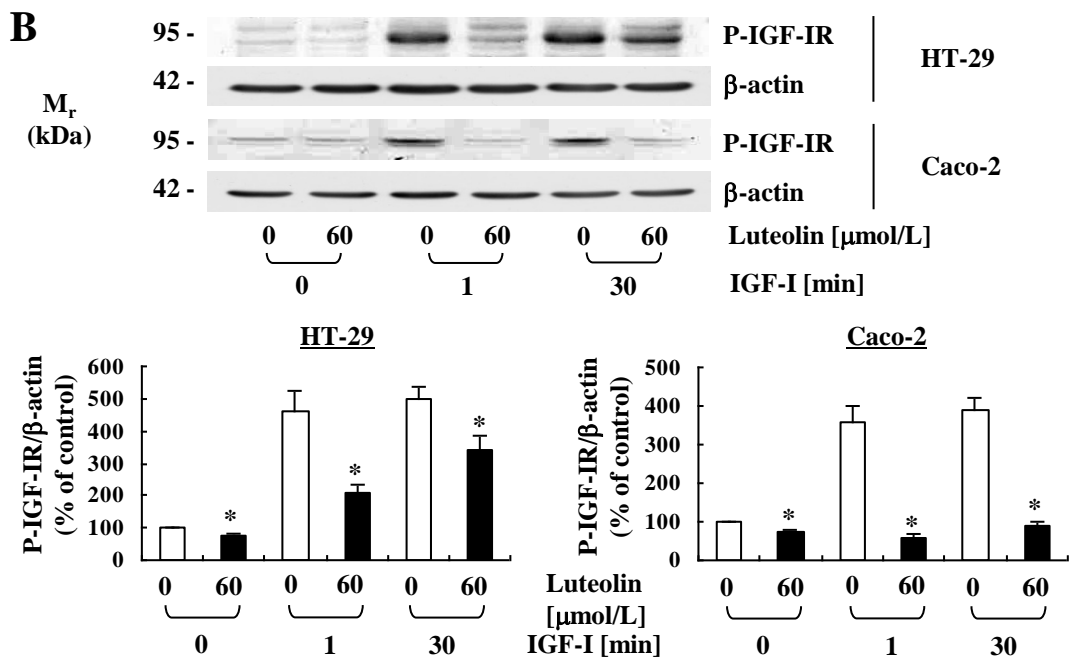 B
95 -
P-IGF-IR
HT-29
42 -
β-actin
Mr
(kDa)
95 -
P-IGF-IR
Caco-2
42 -
β-actin
0 60 0 60 0 60 Luteolin [μmol/L]
0 1 30 IGF-I [min]
HT-29
P-IGF-IR/β-actin
(% of control)
600
500
400
300
200
100
0
* * *
0 60 0 60 0 60
0 1 30
Luteolin
[μmol/L]
IGF-I [min]
Caco-2
P-IGF-IR/β-actin
(% of control)
500
400
300
200
100
0
* * *
0 60 0 60 0 60
0 1 30